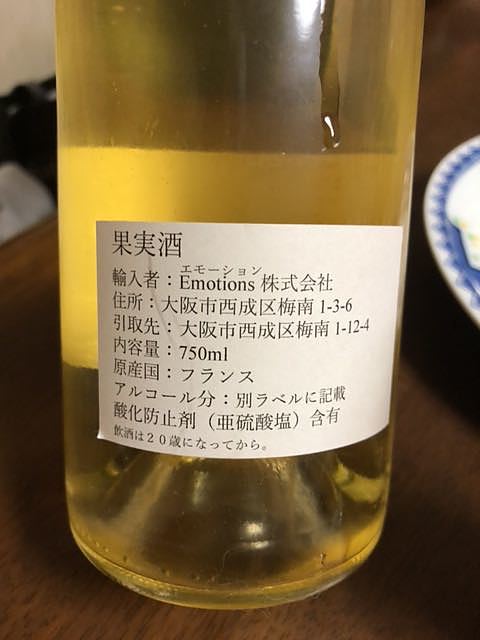 果実酒
エモーション
輸入者：Emotions 株式会社
住所：大阪市西成区梅南 1-3-6
引取先：大阪市西成区梅南 1-12-4
内容量：750ml
原産国：フランス
アルコール分：別ラベルに記載
酸化防止剤（亜硫酸塩）含有
飲酒は２０歳になってから。